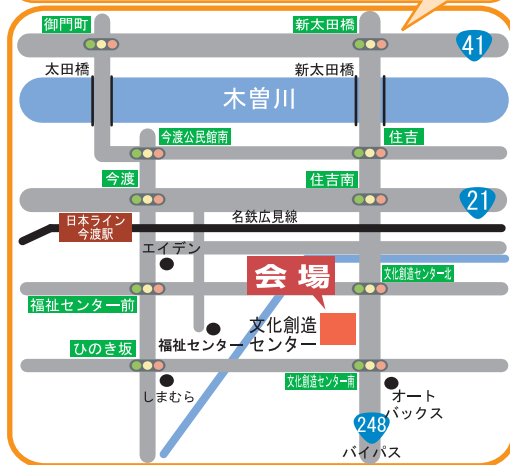 御門町
新太田橋
41
太田橋
新太田橋
木曽川
今渡公民館南
住吉
今渡
住吉南
21
日本ライン
今渡駅
名鉄広見線
エイデン
会場
文化創造センター北
福祉センター前
文化創造
センター
福祉センター
ひのき坂
文化創造センター南
しまむら
オート
バックス
248
バイパス